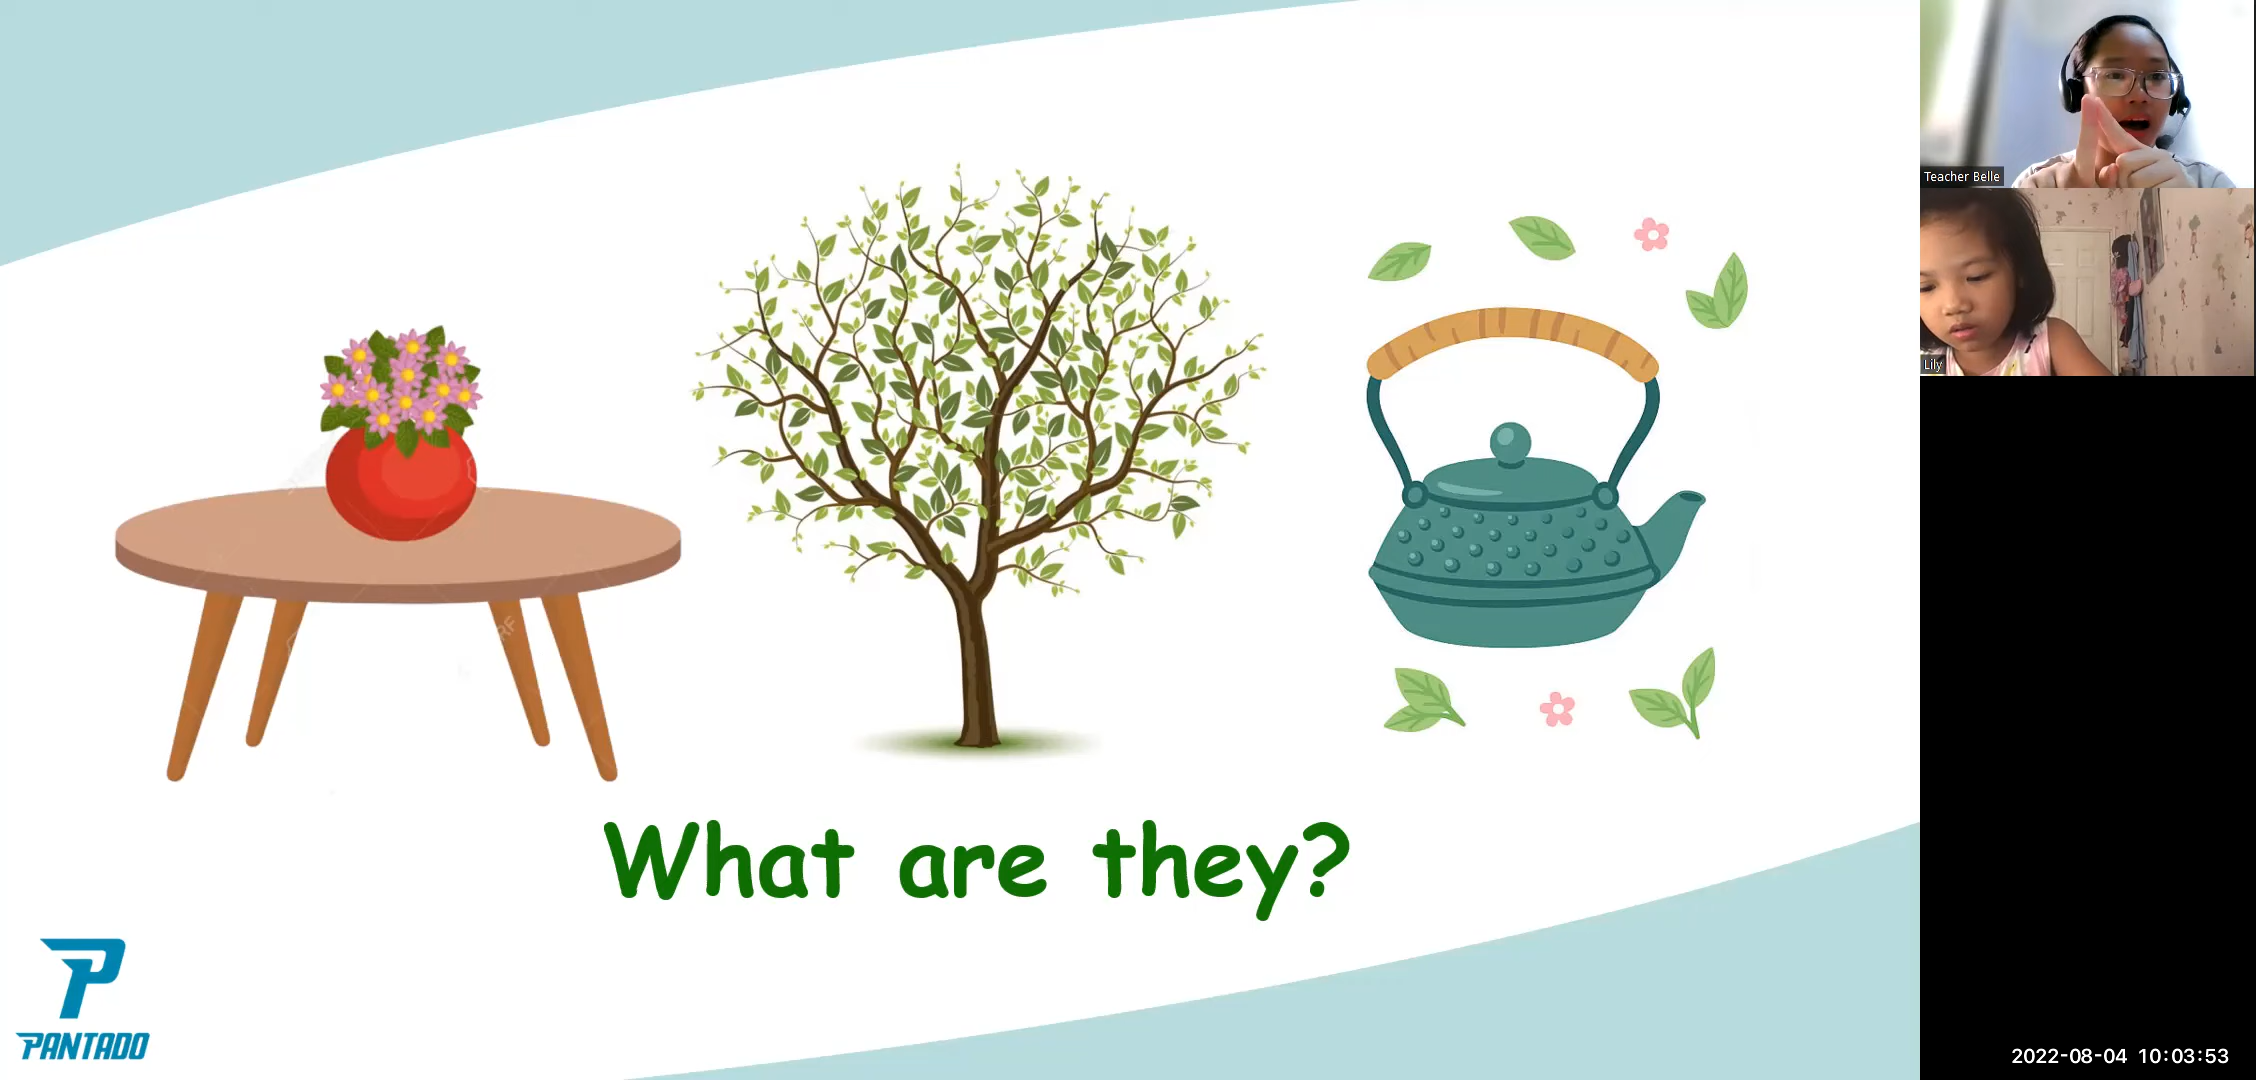 Teacher Belle
Lily
What are they?
PANTADO
2022-08-04 10:03:53